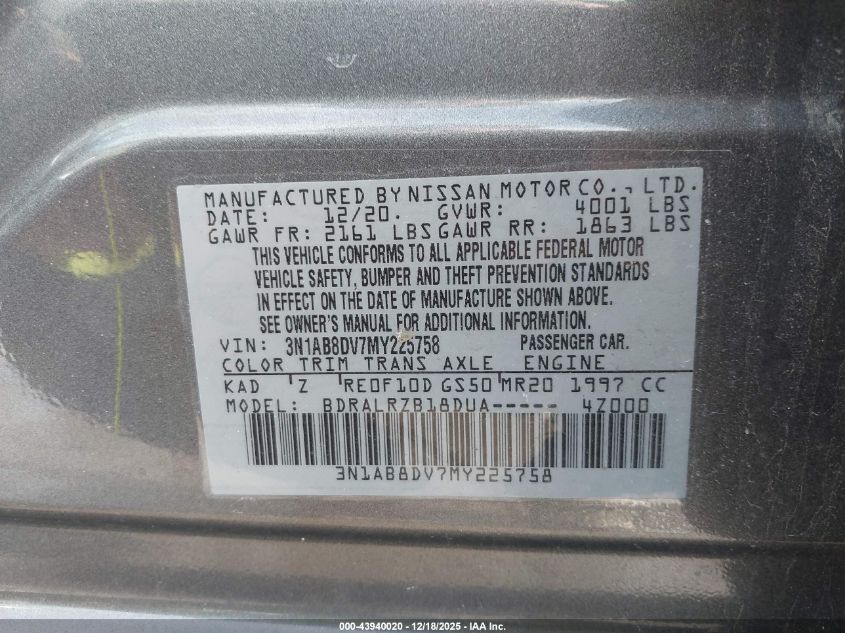 MANUFACTURED BY NISSAN MOTOR CO., LTD.
DATE: 12/20. GVWR: 4001 LBS
GAWR FR: 2161 LBS GAWR RR: 1863 LBS
THIS VEHICLE CONFORMS TO ALL APPLICABLE FEDERAL MOTOR
VEHICLE SAFETY, BUMPER AND THEFT PREVENTION STANDARDS
IN EFFECT ON THE DATE OF MANUFACTURE SHOWN ABOVE.
SEE OWNER'S MANUAL FOR ADDITIONAL INFORMATION.
VIN: 3N1AB8DV7MY225758 PASSENGER CAR.
COLOR TRIM TRANS AXLE ENGINE
KAD Z RE0F10D GS50 MR20 1997 CC
MODEL: BDRALRZB18DUA----- 4Z000
3N1AB8DV7MY225758
000-43940020 - 12/18/2025 - IAA Inc.